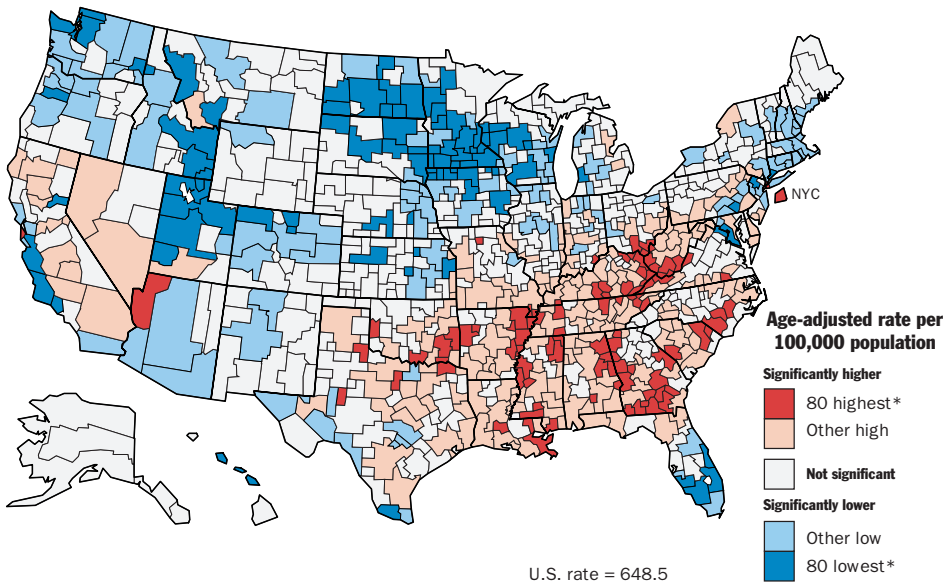 NYC
Age-adjusted rate per
100,000 population
Significantly higher
80 highest*
Other high
Not significant
Significantly lower
Other low
80 lowest*
U.S. rate = 648.5